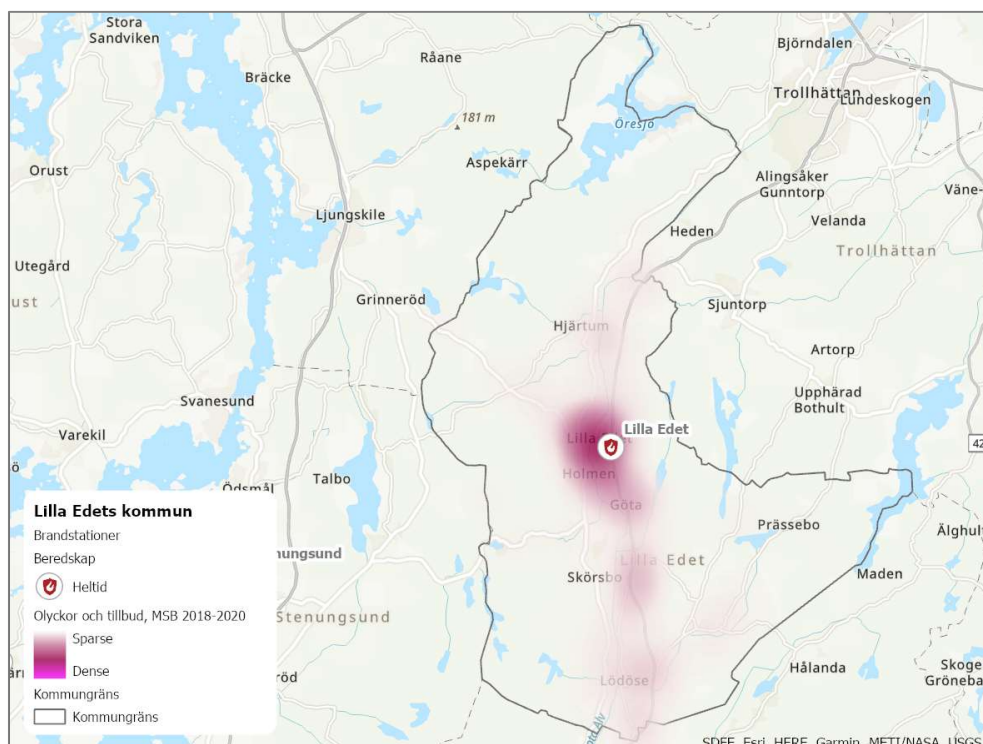 Stora
Sandviken
Björndalen
Råane
Bräcke
Trollhättan
Lundeskogen
Öresjö
181 m
Aspekärr
Orust
Alingsåker
Gunntorp
Väne-
Ljungskile
Velanda
Heden
Trollhättan
Utegård
ust
Grinneröd
Sjuntorp
Hjärtum
Artorp
Upphärad
Bothult
Svanesund
Lilla Edet
Varekil
Lilla Edet
42
Holmen
Talbo
Ödsmål
Göta
Prässebo
Älghult
nungsund
Lilla Edet
Skörsbo
Maden
Stenungsund
Hålanda
Skoge
Gröneba
röd
Lödöse
Lilla Edets kommun
Brandstationer
Beredskap
Heltid
Olyckor och tillbud, MSB 2018-2020
Sparse
Dense
Kommungräns
Kommungräns
SDFE, Esri, HERE, Garmin, METI/NASA, USGS